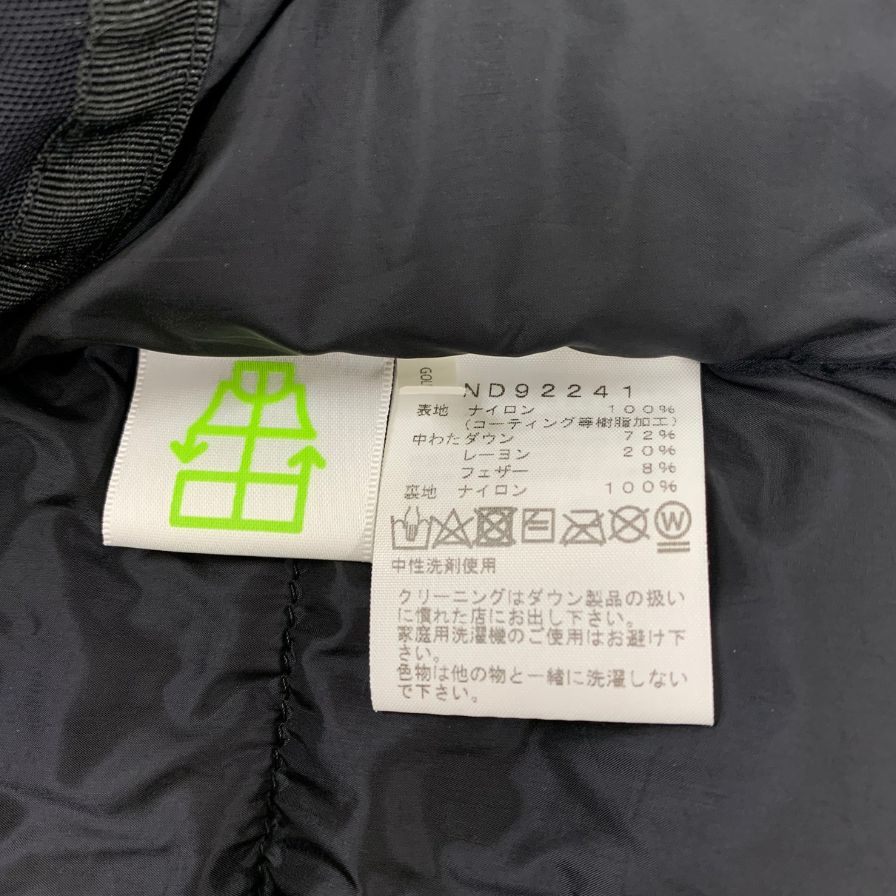 GOL
ND92241
表地 ナイロン 100%
(コーティング等樹脂加工)
中わた ダウン 72%
レーヨン 20%
フェザー 8%
裏地 ナイロン 100%
W
中性洗剤使用
クリーニングはダウン製品の扱い
に慣れた店にお出し下さい。
家庭用洗濯機のご使用はお避け下
さい。
色物は他の物と一緒に洗濯しない
で下さい。